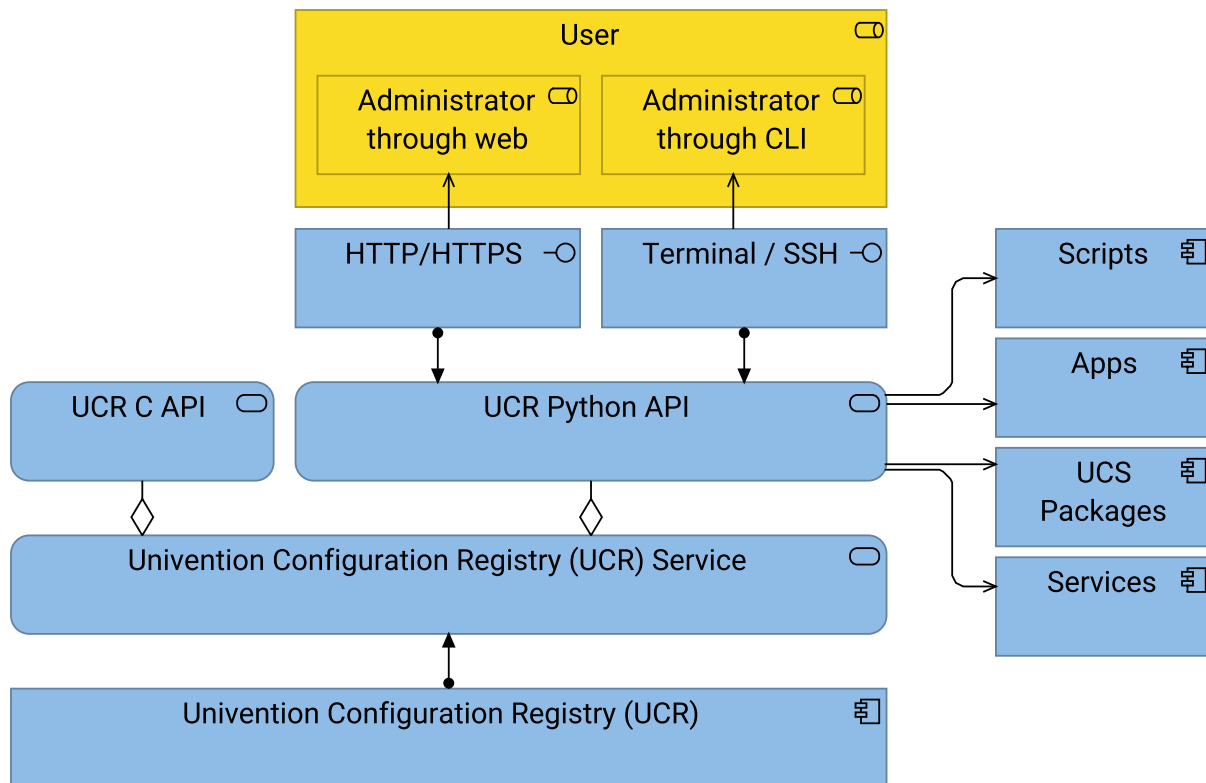 User
Administrator
through web
Administrator
through CLI
HTTP/HTTPS
Terminal / SSH
Scripts
Apps
UCR C API
UCR Python API
UCS
Packages
Univention Configuration Registry (UCR) Service
Services
Univention Configuration Registry (UCR)